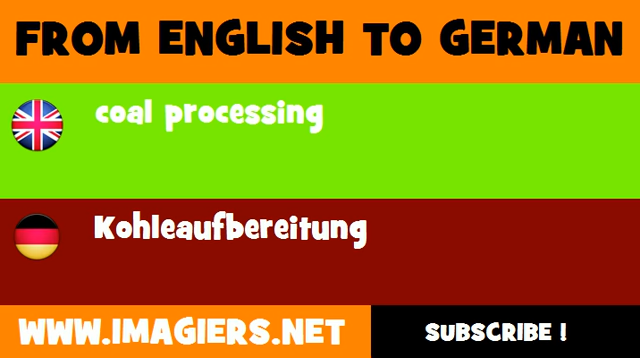 FROM ENGLISH TO GERMAN
coal processing
Kohleaufbereitung
WWW.IMAGIERS.NET
SUBSCRIBE !